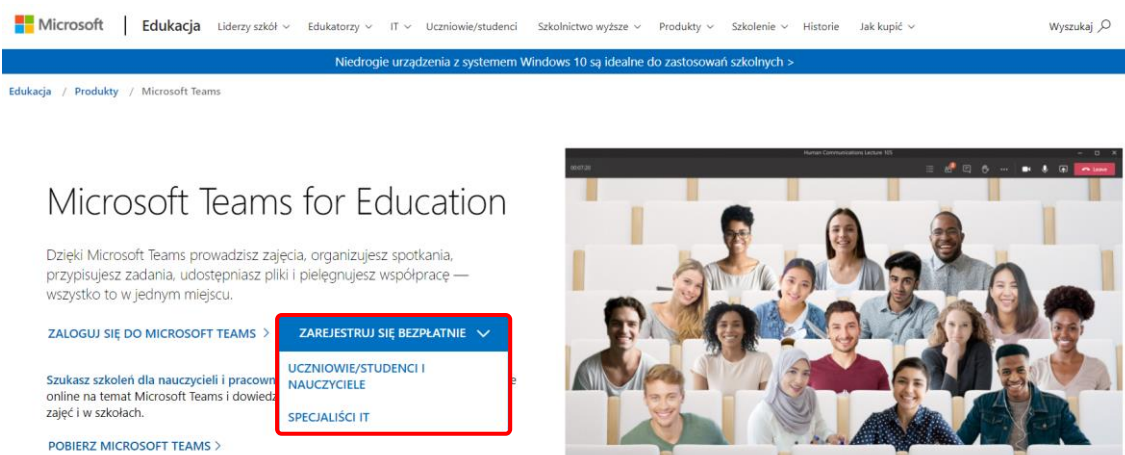 Microsoft Edukacja Liderzy szkół Edukatorzy IT Uczniowie/studenci Szkolnictwo wyższe Produkty Szkolenie Historie Jak kupić Wyszukaj
Niedrogie urządzenia z systemem Windows 10 są idealne do zastosowań szkolnych >
Edukacja / Produkty / Microsoft Teams
Human Communications Lecture 105
00:07:20
Leave
Microsoft Teams for Education
Dzięki Microsoft Teams prowadzisz zajęcia, organizujesz spotkania,
przypisujesz zadania, udostępniasz pliki i pielęgnujesz współpracę —
wszystko to w jednym miejscu.
ZALOGUJ SIĘ DO MICROSOFT TEAMS >
ZAREJESTRUJ SIĘ BEZPŁATNIE
UCZNIOWIE/STUDENCI I
NAUCZYCIELE
SPECJALIŚCI IT
Szukasz szkoleń dla nauczycieli i pracown
online na temat Microsoft Teams i dowiedz
zajęć i w szkołach.
POBIERZ MICROSOFT TEAMS >